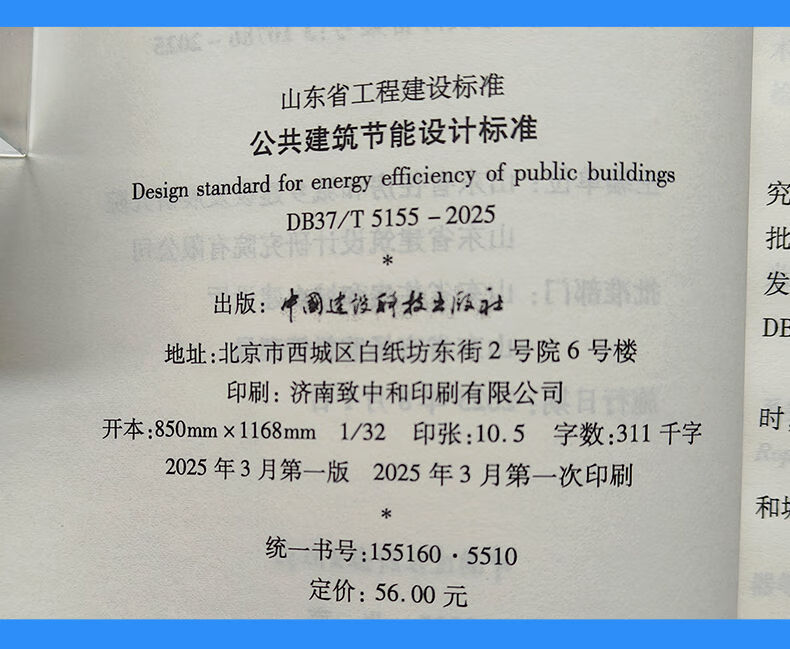 山东省工程建设标准
公共建筑节能设计标准
Design standard for energy efficiency of public buildings
DB37/T 5155－2025
*
出版：中国建设科技出版社
地址：北京市西城区白纸坊东街2号院6号楼
印刷：济南致中和印刷有限公司
开本：850mm×1168mm 1/32 印张：10.5 字数：311千字
2025年3月第一版 2025年3月第一次印刷
*
统一书号：155160·5510
定价：56.00元
究
批
发
DB
时，
和